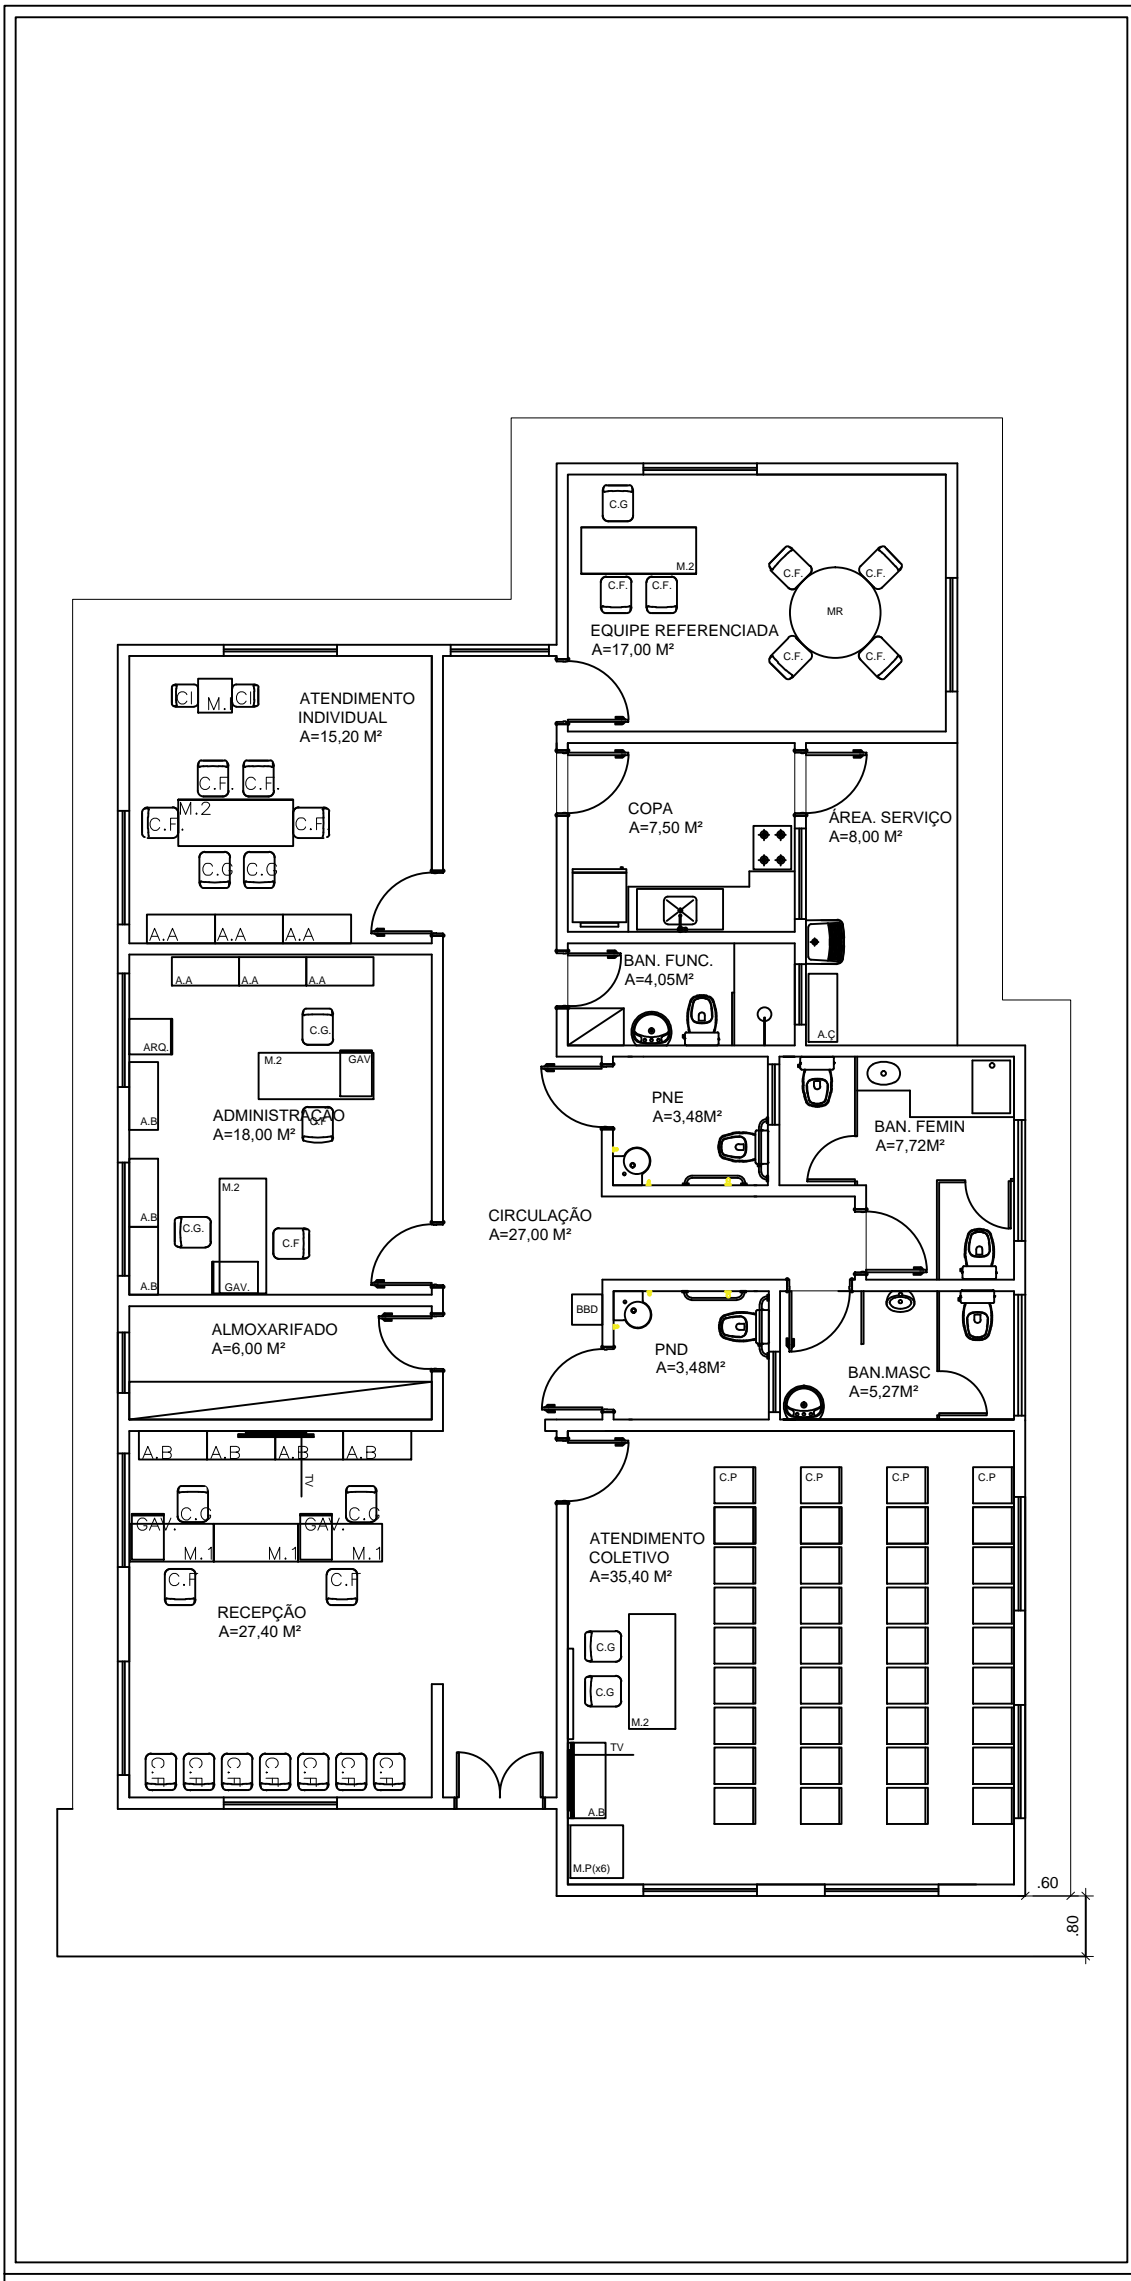 C.G
M.2
C.F.
C.F.
C.F.
C.F.
MR
C.F.
C.F.
EQUIPE REFERENCIADA
A=17,00 M²
CI
M.
CI
ATENDIMENTO
INDIVIDUAL
A=15,20 M²
C.F.
C.F.
M.2
C.F.
C.F.
C.G
C.G
A.A
A.A
A.A
COPA
A=7,50 M²
ÁREA. SERVIÇO
A=8,00 M²
BAN. FUNC.
A=4,05M²
A.Ç
A.A
A.A
A.A
C.G.
ARQ.
M.2
GAV
A.B
ADMINISTRAÇÃO
A=18,00 M²
C.F
A.B
M.2
C.G.
C.F
A.B
GAV.
PNE
A=3,48M²
BAN. FEMIN
A=7,72M²
CIRCULAÇÃO
A=27,00 M²
ALMOXARIFADO
A=6,00 M²
BBD
PND
A=3,48M²
BAN.MASC
A=5,27M²
A.B
A.B
A.B
A.B
TV
C.G
C.G
GAV.
GAV.
M.1
M.1
M.1
C.F
C.F
RECEPÇÃO
A=27,40 M²
C.F
C.F
C.F
C.F
C.F
C.F
C.F
C.P
C.P
C.P
C.P
ATENDIMENTO
COLETIVO
A=35,40 M²
C.G
C.G
M.2
TV
A.B
M.P(x6)
.60
.80